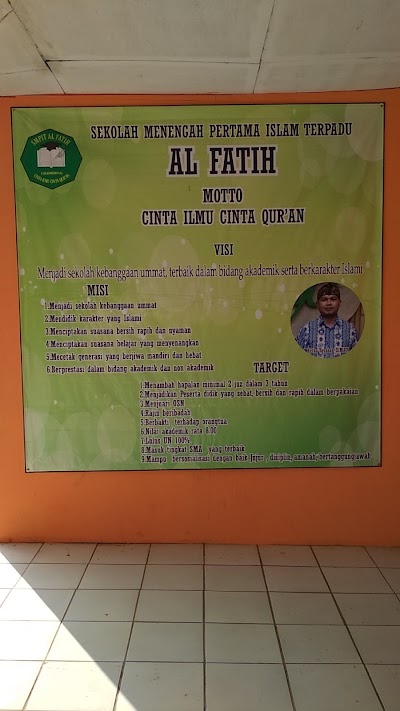 SMPIT AL FATIH
SEKOLAH MENENGAH PERTAMA ISLAM TERPADU
AL FATIH
MOTTO
CINTA ILMU CINTA QUR'AN
VISI
Menjadi sekolah kebanggaan ummat, terbaik dalam bidang akademik serta berkarakter Islami
MISI
1.Menjadi sekolah kebanggaan ummat
2.Mendidik karakter yang Islami
3.Menciptakan suasana bersih rapih dan nyaman
4.Menciptakan suasana belajar yang menyenangkan
5.Mecetak generasi yang berjiwa mandiri dan hebat
6.Berprestasi dalam bidang akademik dan non akademik
TARGET
1.Menambah hapalan minimal 2 juz dalam 3 tahun
2.Menjadikan Peserta didik yang sehat, bersih dan rapih dalam berpakaian
3.Menjuari OSN
4.Rajin beribadah
5.Berbakti terhadap orangtua
6.Nilai akademik rata 8.00
7.Lulus UN 100%
8.Masuk tingkat SMA yang terbaik
9.Mampu bersosialisasi dengan baik jujur , disiplin, amanah, bertanggungjawab